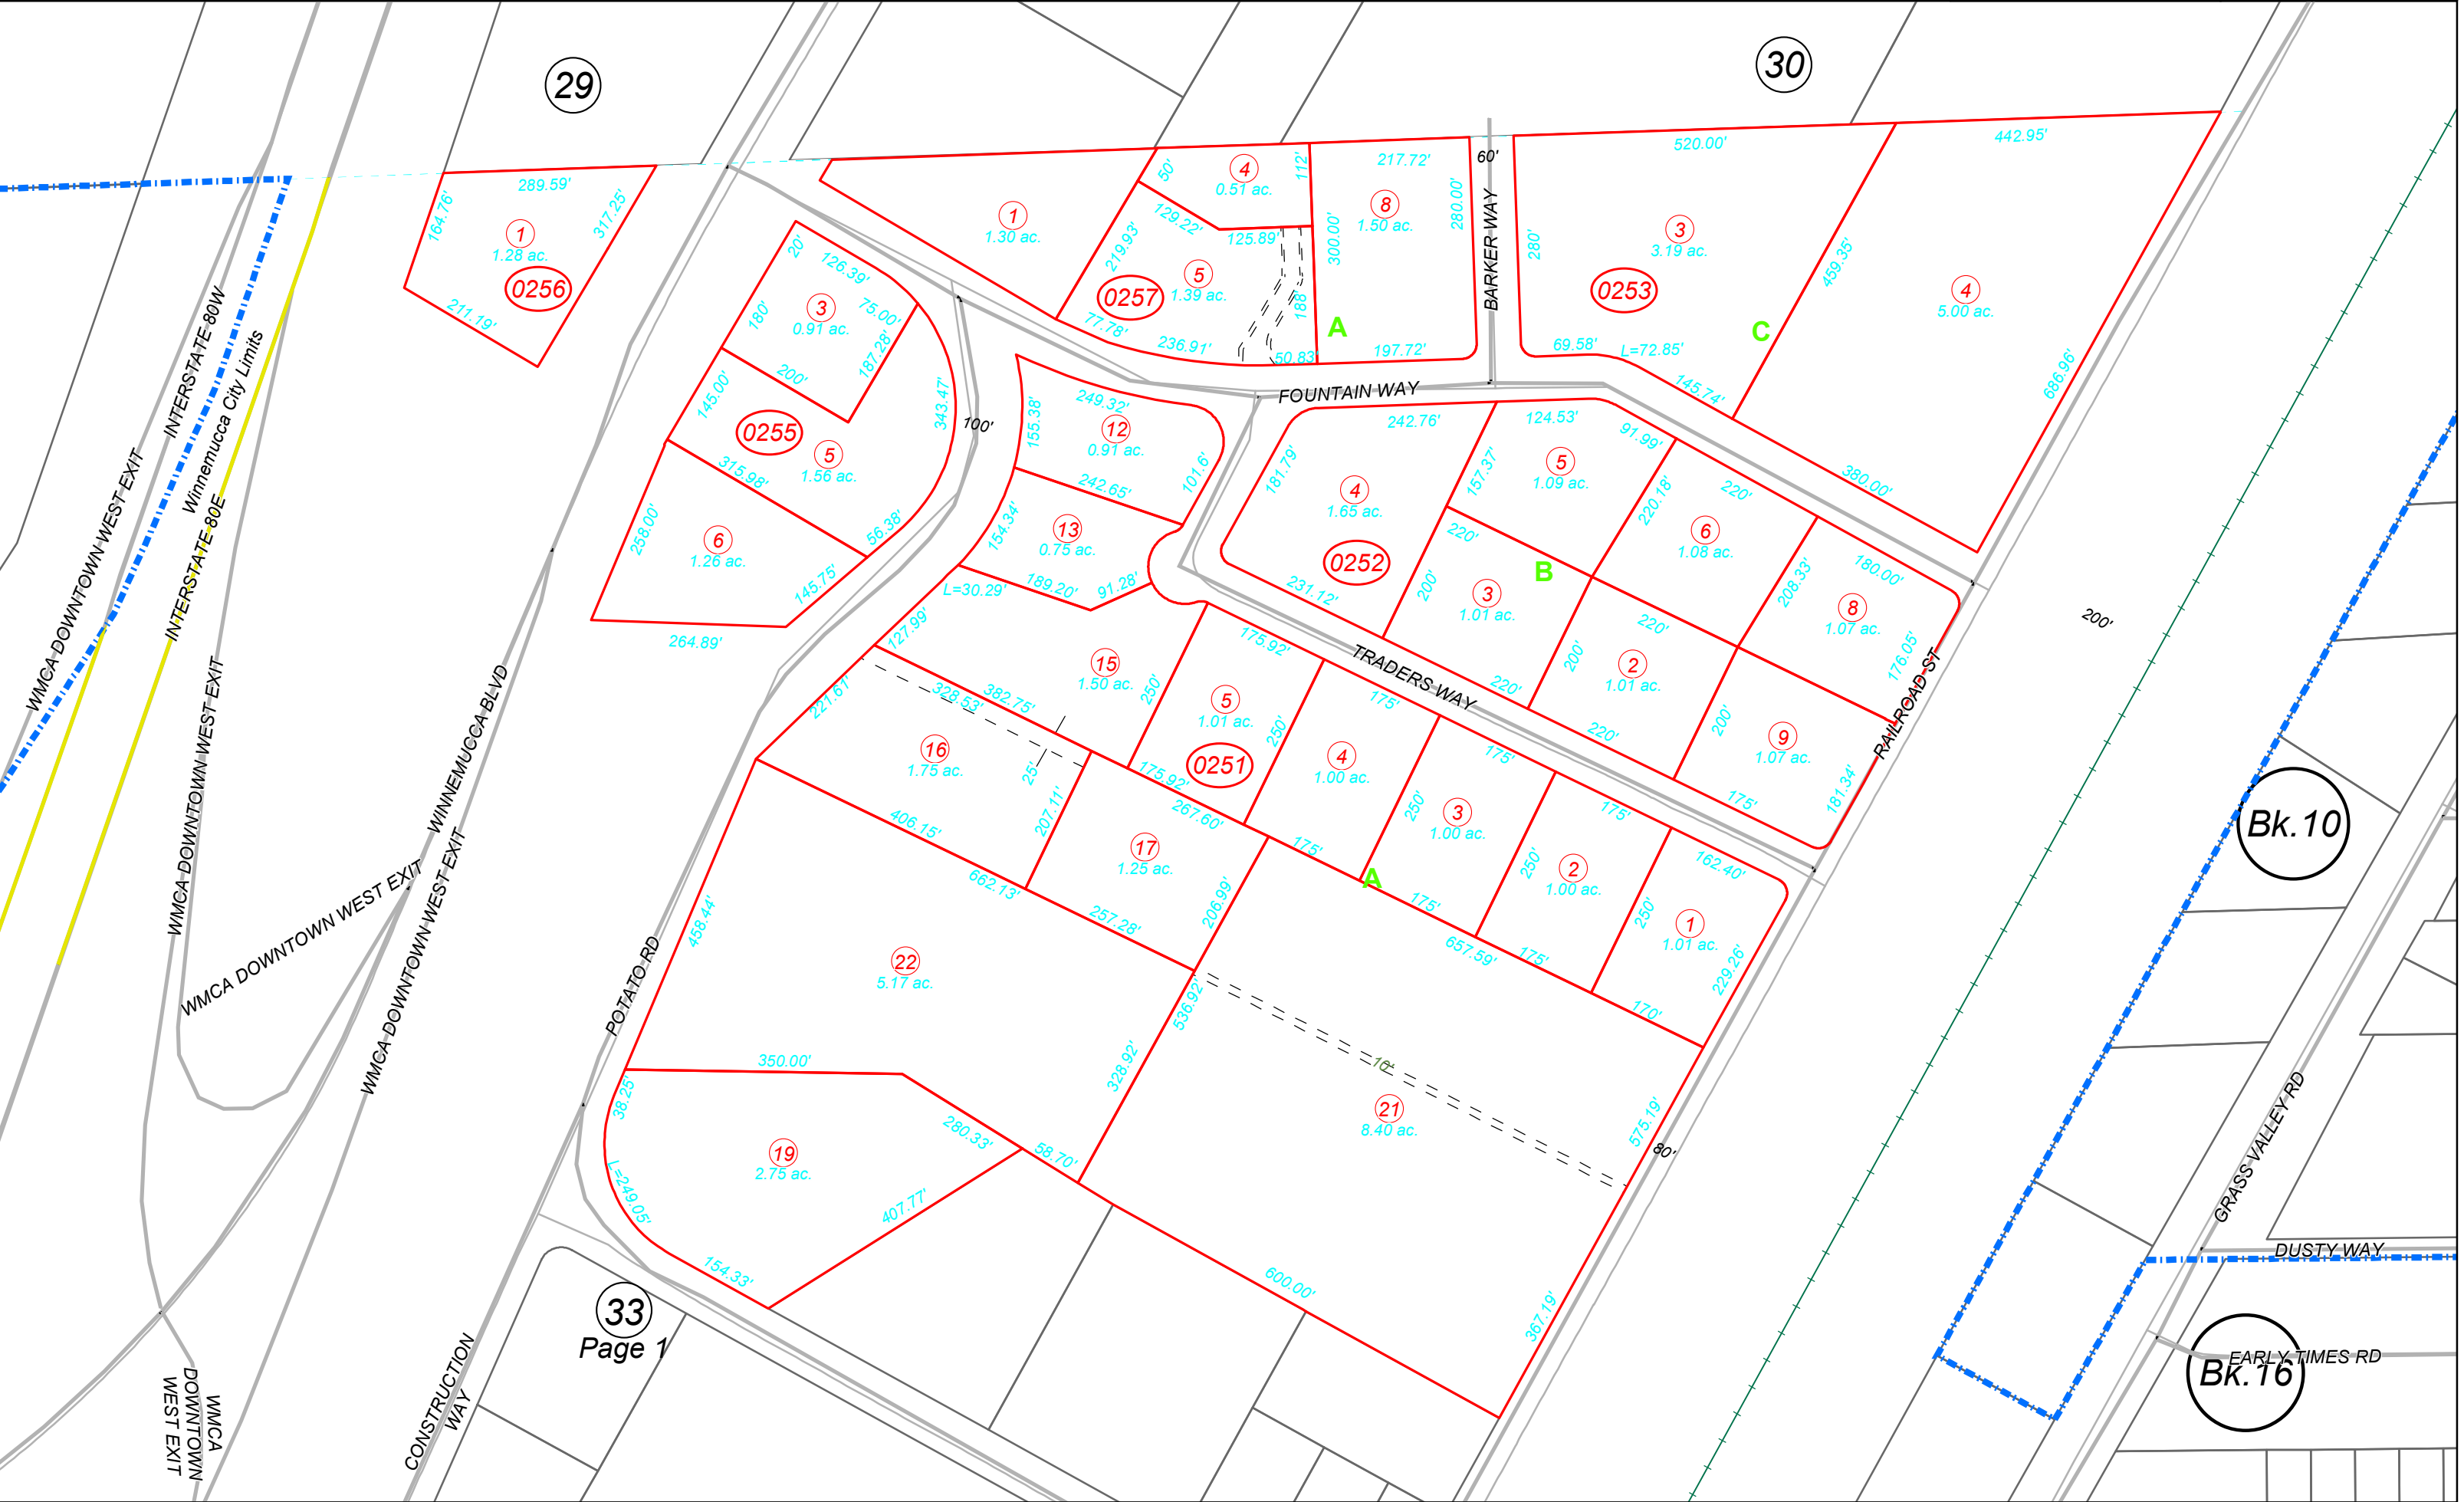 29
30
289.59'
164.76'
317.25'
1
1.28 ac.
0256
211.19'
1
1.30 ac.
50'
4
0.51 ac.
112'
129.22'
125.89'
219.93'
5
1.39 ac.
0257
188'
77.78'
236.91'
50.83'
217.72'
8
1.50 ac.
280.00'
300.00'
A
197.72'
60'
BARKER WAY
520.00'
280'
3
3.19 ac.
0253
69.58'
L=72.85'
145.74'
C
459.35'
442.95'
4
5.00 ac.
686.96'
380.00'
20'
126.39'
75.00'
180'
3
0.91 ac.
187.28'
200'
145.00'
0255
5
1.56 ac.
343.47'
100'
315.98'
258.00'
6
1.26 ac.
56.38'
145.75'
264.89'
FOUNTAIN WAY
249.32'
155.38'
12
0.91 ac.
101.6'
242.65'
154.34'
13
0.75 ac.
L=30.29'
189.20'
91.28'
127.99'
242.76'
181.79'
4
1.65 ac.
0252
231.12'
124.53'
91.99'
157.37'
5
1.09 ac.
220.18'
220'
220'
6
1.08 ac.
208.33'
180.00'
8
1.07 ac.
176.05'
B
200'
3
1.01 ac.
220'
220'
200'
2
1.01 ac.
220'
200'
9
1.07 ac.
175'
181.34'
RAILROAD ST
TRADERS WAY
200'
15
1.50 ac.
250'
382.75'
328.53'
221.61'
16
1.75 ac.
25'
207.11'
406.15'
175.92'
5
1.01 ac.
0251
250'
175.92'
267.60'
175'
4
1.00 ac.
175'
A
175'
250'
3
1.00 ac.
175'
175'
250'
2
1.00 ac.
175'
162.40'
250'
1
1.01 ac.
229.26'
170'
657.59'
17
1.25 ac.
206.99'
662.13'
257.28'
458.44'
22
5.17 ac.
536.92'
328.92'
350.00'
38.25'
280.33'
58.70'
19
2.75 ac.
L=249.05'
407.77'
154.33'
10'
21
8.40 ac.
575.19'
80'
600.00'
367.19'
INTERSTATE 80W
Winnemucca City Limits
INTERSTATE 80E
WMCA DOWNTOWN WEST EXIT
WMCA DOWNTOWN WEST EXIT
WINNEMUCCA BLVD
WMCA DOWNTOWN WEST EXIT
WMCA DOWNTOWN WEST EXIT
POTATO RD
WMCA
DOWNTOWN
WEST EXIT
CONSTRUCTION
WAY
33
Page 1
Bk.10
GRASS VALLEY RD
DUSTY WAY
EARLY TIMES RD
Bk.16